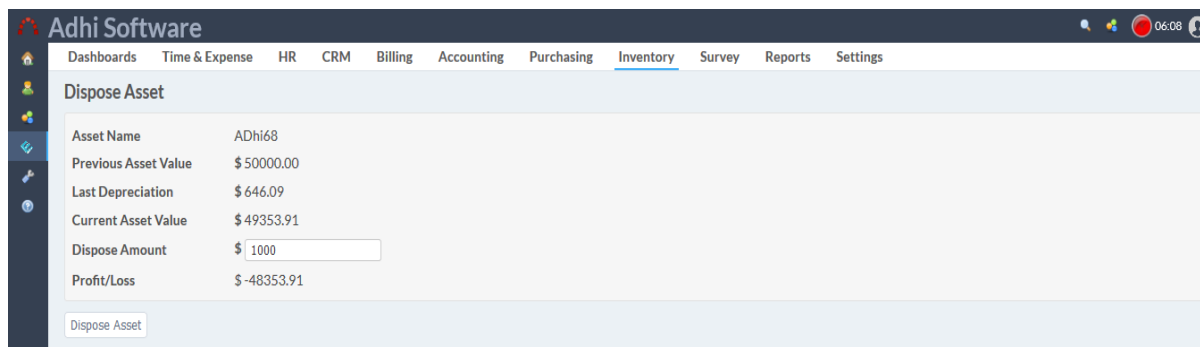 Adhi Software
06:08
Dashboards Time & Expense HR CRM Billing Accounting Purchasing Inventory Survey Reports Settings
Dispose Asset
Asset Name ADhi68
Previous Asset Value $ 50000.00
Last Depreciation $ 646.09
Current Asset Value $ 49353.91
Dispose Amount $ 1000
Profit/Loss $ -48353.91
Dispose Asset